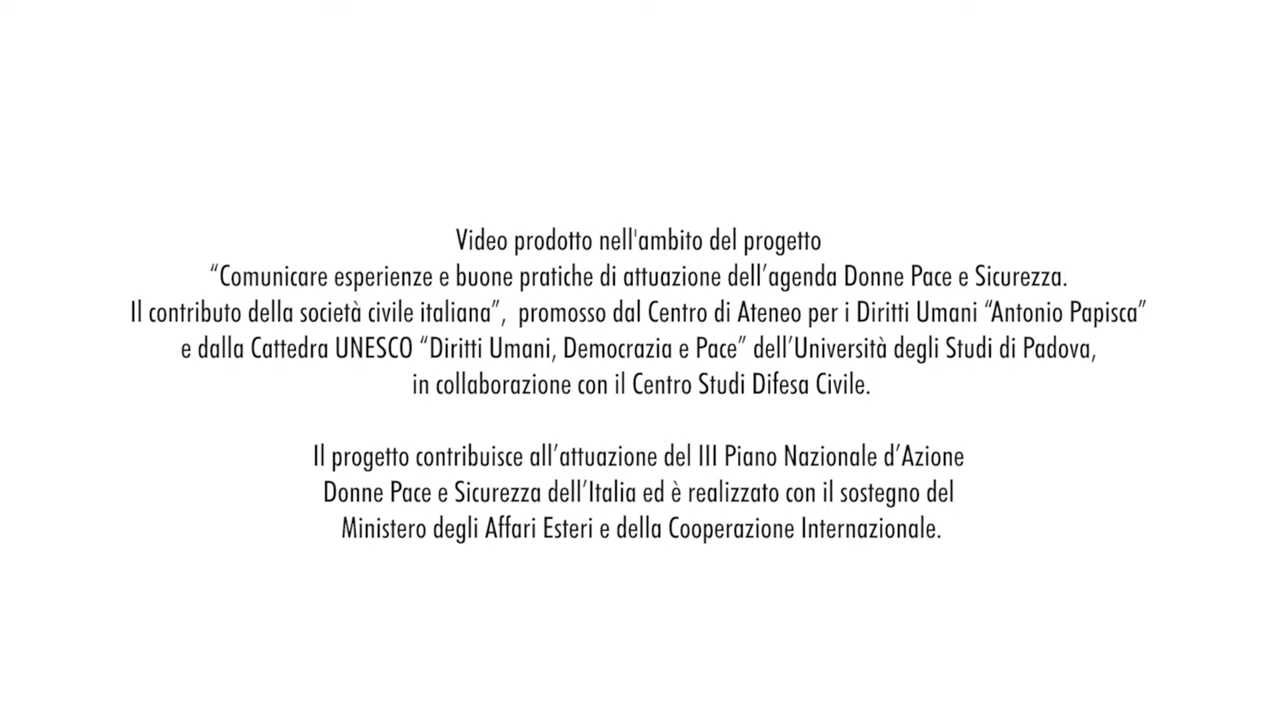 Video prodotto nell'ambito del progetto
“Comunicare esperienze e buone pratiche di attuazione dell’agenda Donne Pace e Sicurezza.
Il contributo della società civile italiana”, promosso dal Centro di Ateneo per i Diritti Umani “Antonio Papisca”
e dalla Cattedra UNESCO “Diritti Umani, Democrazia e Pace” dell’Università degli Studi di Padova,
in collaborazione con il Centro Studi Difesa Civile.
Il progetto contribuisce all’attuazione del III Piano Nazionale d’Azione
Donne Pace e Sicurezza dell’Italia ed è realizzato con il sostegno del
Ministero degli Affari Esteri e della Cooperazione Internazionale.